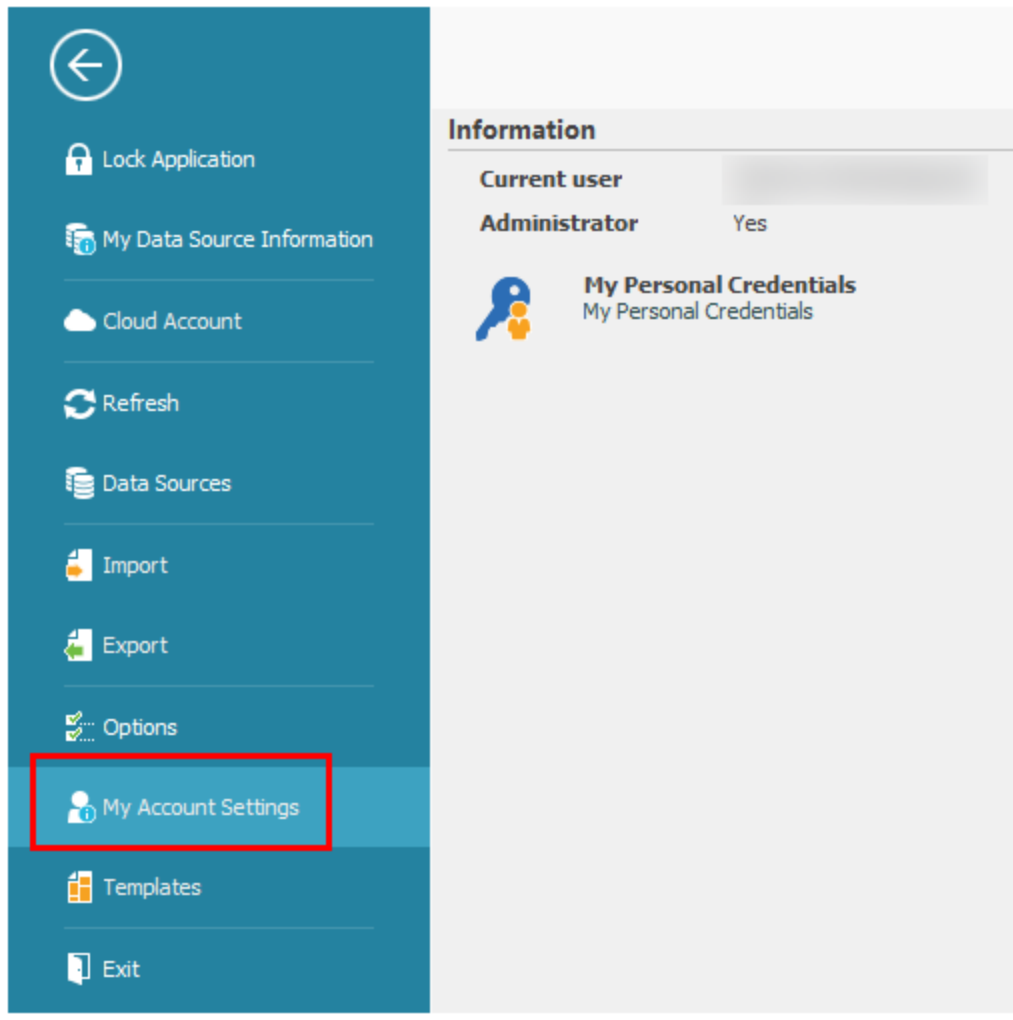 Lock Application
My Data Source Information
Cloud Account
Refresh
Data Sources
Import
Export
Options
My Account Settings
Templates
Exit
Information
Current user
Administrator Yes
My Personal Credentials
My Personal Credentials